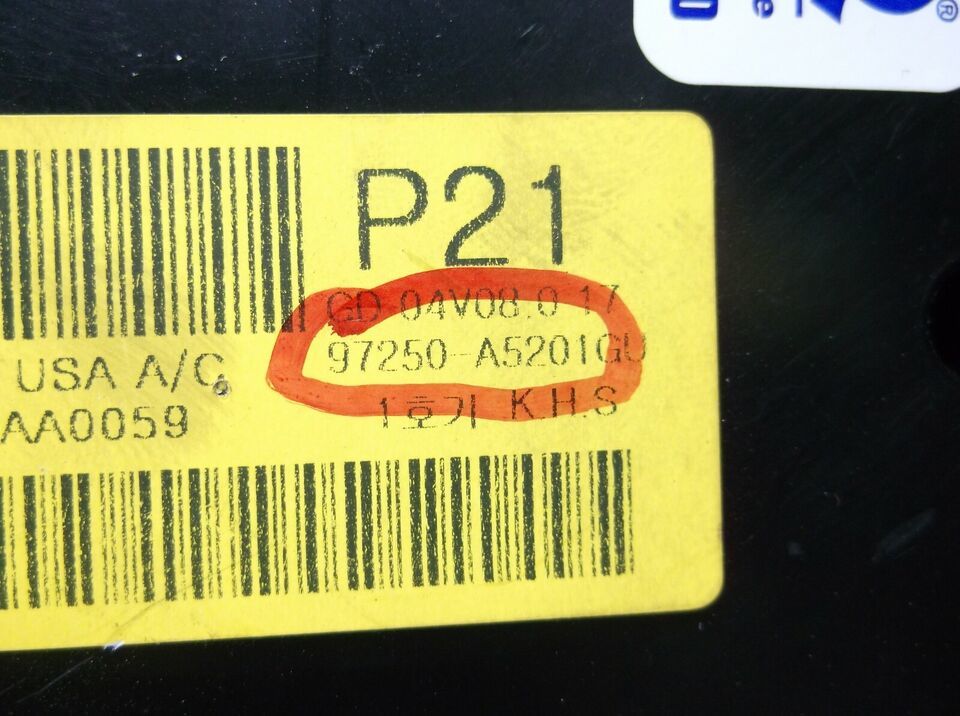 P21
GD 04V08.0 17
97250-A5201GU
1호기 K.H.S
USA A/C
AA0059